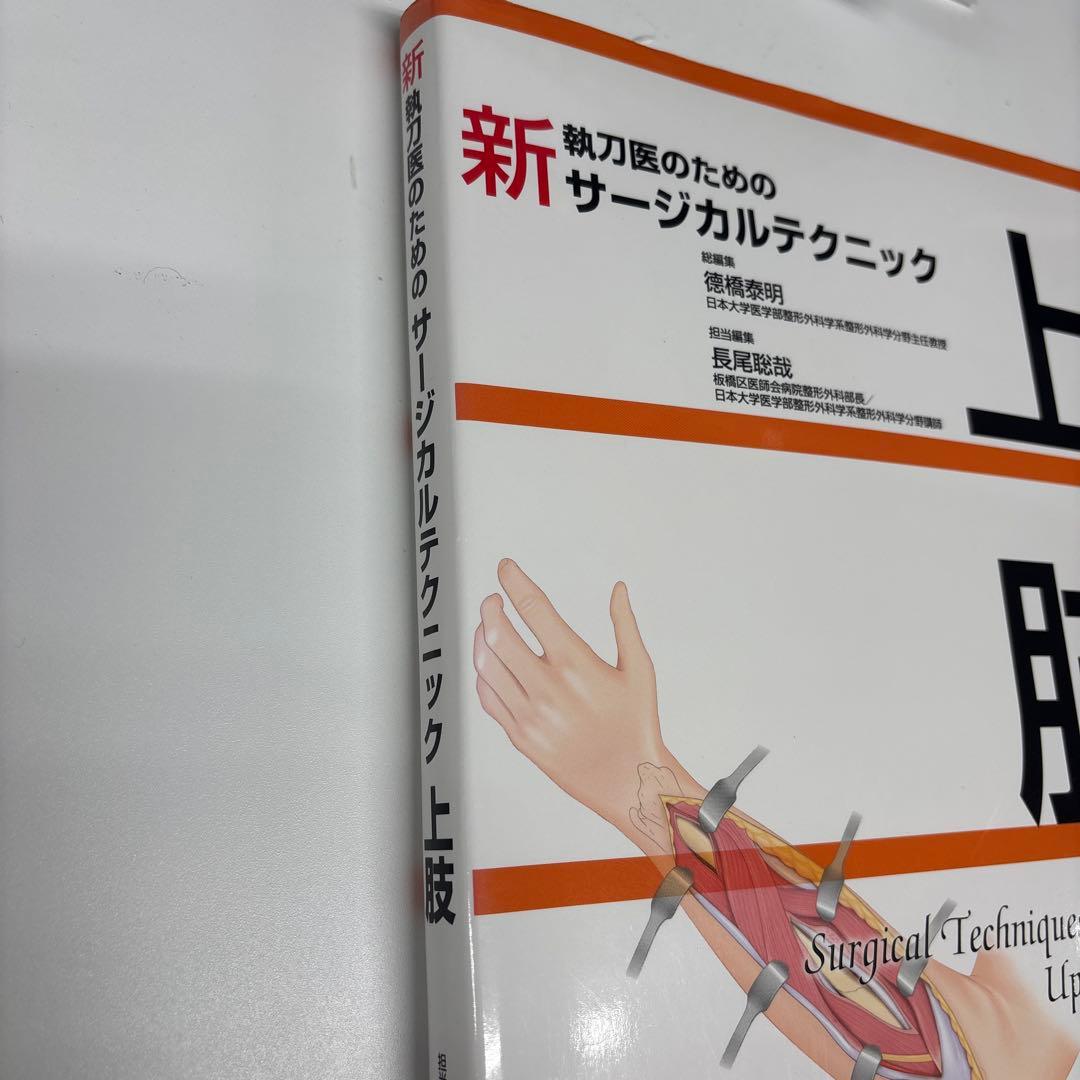 新 執刀医のための サージカルテクニック 上肢
新 執刀医のための
サージカルテクニック
総編集
徳橋泰明
日本大学医学部整形外科学系整形外科学分野主任教授
担当編集
長尾聡哉
板橋区医師会病院整形外科部長／
日本大学医学部整形外科学系整形外科学分野講師
上
肢
Surgical Techniques
Up